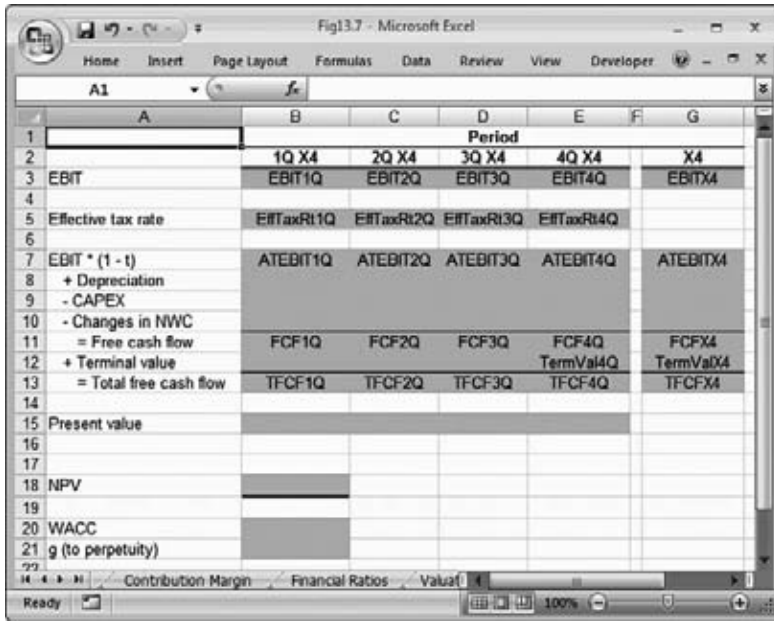 Fig13.7 - Microsoft Excel
Home Insert Page Layout Formulas Data Review View Developer
A1 fx
A B C D E F G
1 Period
2 1Q X4 2Q X4 3Q X4 4Q X4 X4
3 EBIT EBIT1Q EBIT2Q EBIT3Q EBIT4Q EBITX4
4
5 Effective tax rate EffTaxRt1Q EffTaxRt2Q EffTaxRt3Q EffTaxRt4Q
6
7 EBIT * (1 - t) ATEBIT1Q ATEBIT2Q ATEBIT3Q ATEBIT4Q ATEBITX4
8 + Depreciation
9 - CAPEX
10 - Changes in NWC
11 = Free cash flow FCF1Q FCF2Q FCF3Q FCF4Q FCFX4
12 + Terminal value TermVal4Q TermValX4
13 = Total free cash flow TFCF1Q TFCF2Q TFCF3Q TFCF4Q TFCFX4
14
15 Present value
16
17
18 NPV
19
20 WACC
21 g (to perpetuity)
22
Contribution Margin Financial Ratios Valuat
Ready 100%